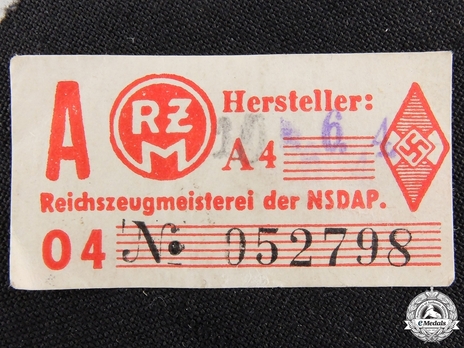 A RZM Hersteller:
A4
Reichszeugmeisterei der NSDAP.
04 № 052798
eMedals